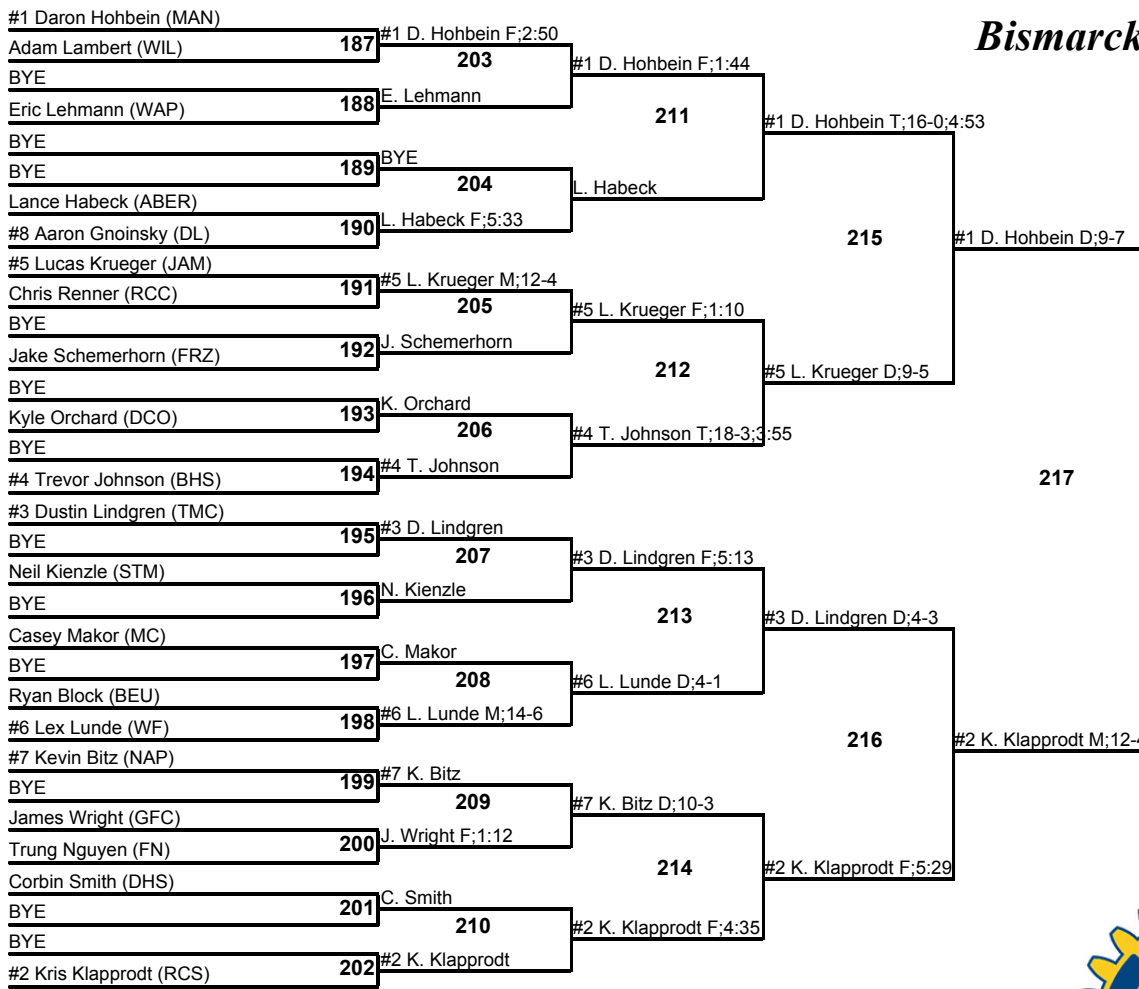 Bismarck
#1 Daron Hohbein (MAN)
Adam Lambert (WIL)
BYE
Eric Lehmann (WAP)
BYE
BYE
Lance Habeck (ABER)
#8 Aaron Gnoinsky (DL)
#5 Lucas Krueger (JAM)
Chris Renner (RCC)
BYE
Jake Schemerhorn (FRZ)
BYE
Kyle Orchard (DCO)
BYE
#4 Trevor Johnson (BHS)
#3 Dustin Lindgren (TMC)
BYE
Neil Kienzle (STM)
BYE
Casey Makor (MC)
BYE
Ryan Block (BEU)
#6 Lex Lunde (WF)
#7 Kevin Bitz (NAP)
BYE
James Wright (GFC)
Trung Nguyen (FN)
Corbin Smith (DHS)
BYE
BYE
#2 Kris Klapprodt (RCS)
187
188
189
190
191
192
193
194
195
196
197
198
199
200
201
202
#1 D. Hohbein F;2:50
E. Lehmann
BYE
L. Habeck F;5:33
#5 L. Krueger M;12-4
J. Schemerhorn
K. Orchard
#4 T. Johnson
#3 D. Lindgren
N. Kienzle
C. Makor
#6 L. Lunde M;14-6
#7 K. Bitz
J. Wright F;1:12
C. Smith
#2 K. Klapprodt
203
204
205
206
207
208
209
210
#1 D. Hohbein F;1:44
L. Habeck
#5 L. Krueger F;1:10
#4 T. Johnson T;18-3;3:55
#3 D. Lindgren F;5:13
#6 L. Lunde D;4-1
#7 K. Bitz D;10-3
#2 K. Klapprodt F;4:35
211
212
213
214
#1 D. Hohbein T;16-0;4:53
#5 L. Krueger D;9-5
#3 D. Lindgren D;4-3
#2 K. Klapprodt F;5:29
215
216
#1 D. Hohbein D;9-7
#2 K. Klapprodt M;12-4
217